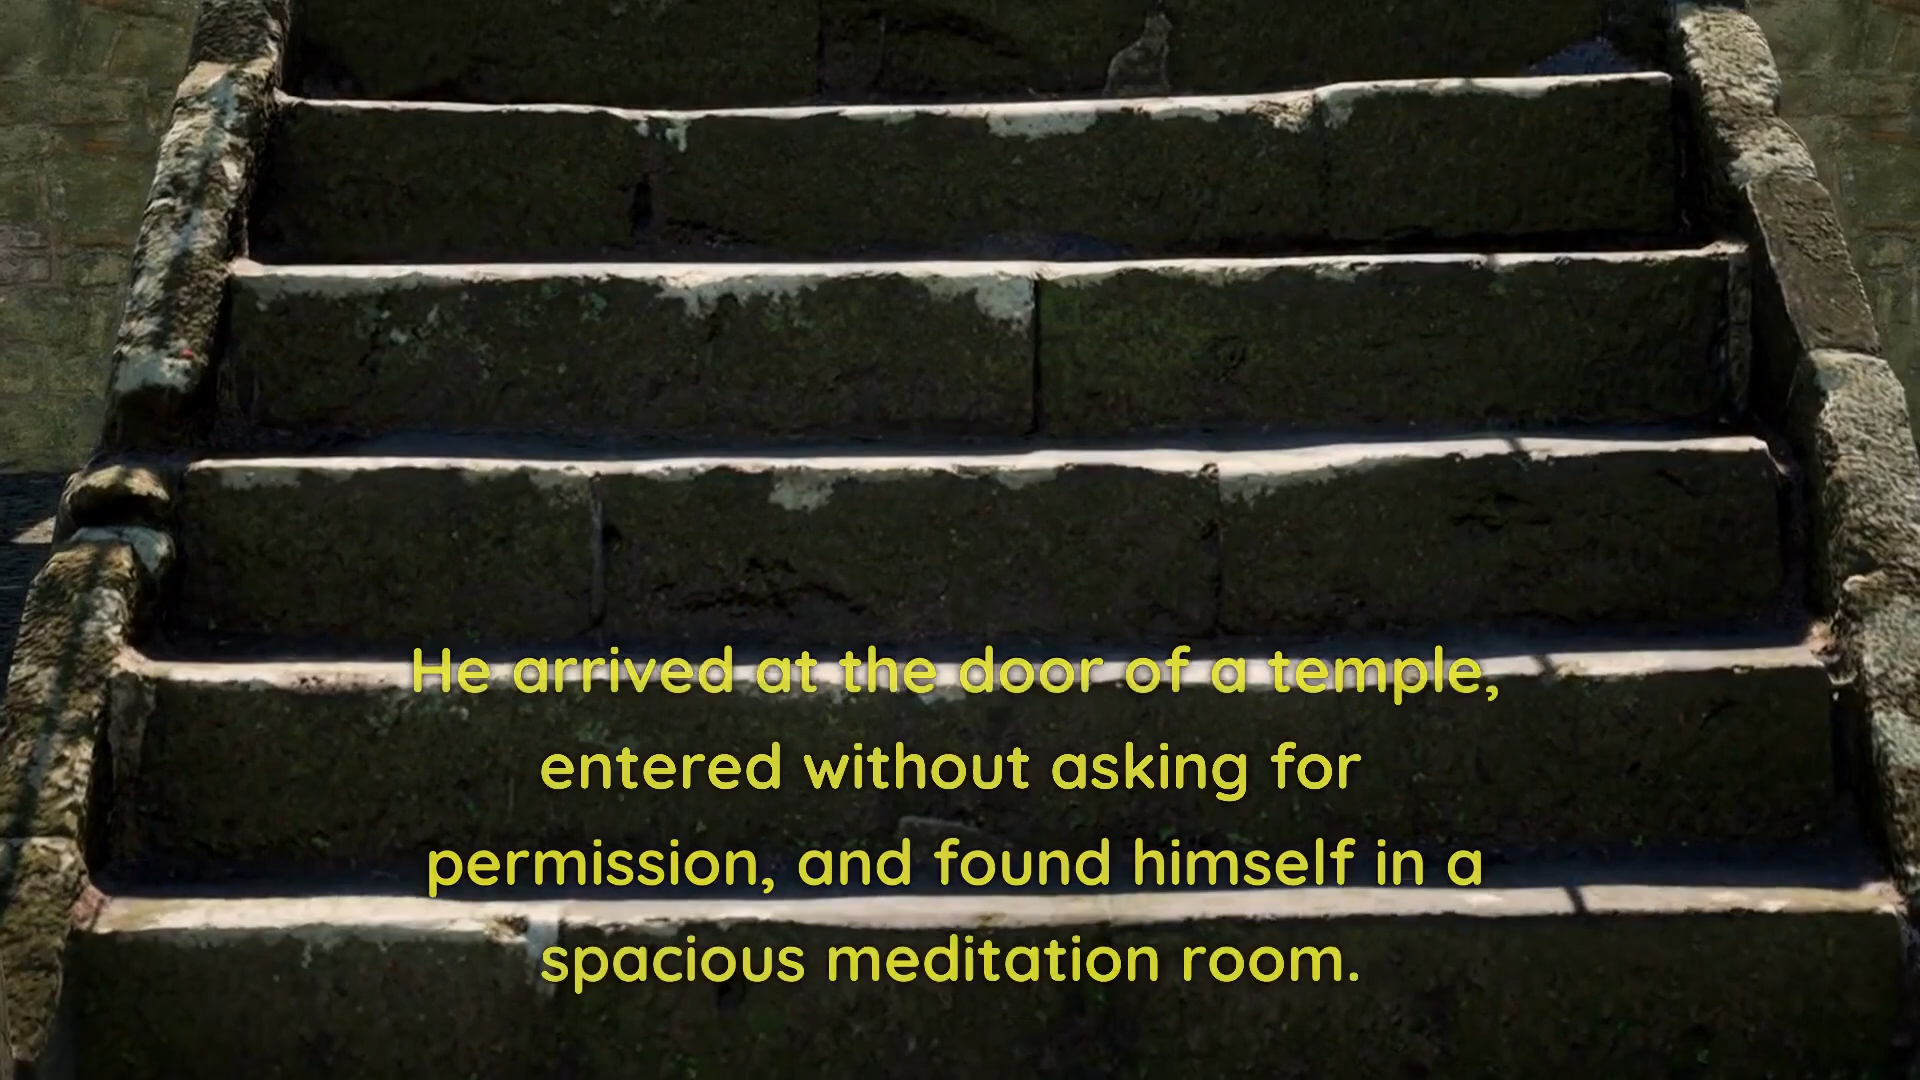 He arrived at the door of a temple,
entered without asking for
permission, and found himself in a
spacious meditation room.